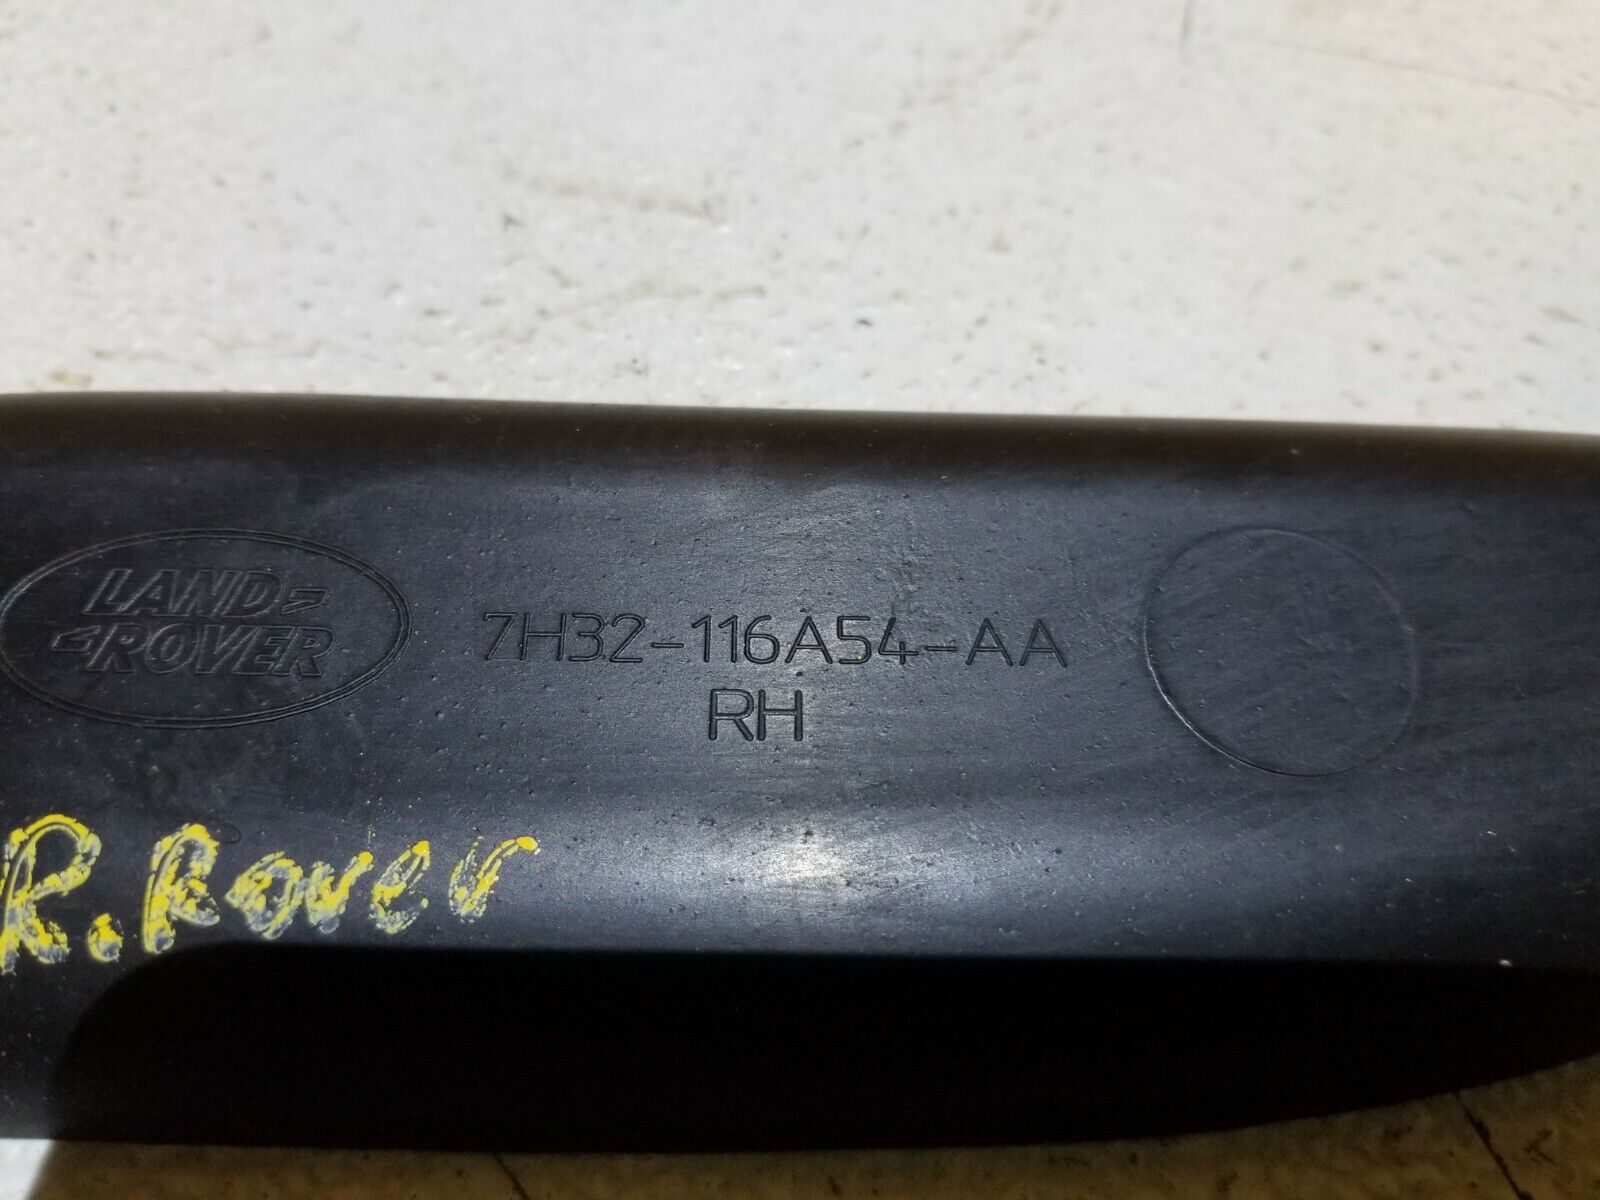 LAND
ROVER
7H32-116A54-AA
RH
R.Rover